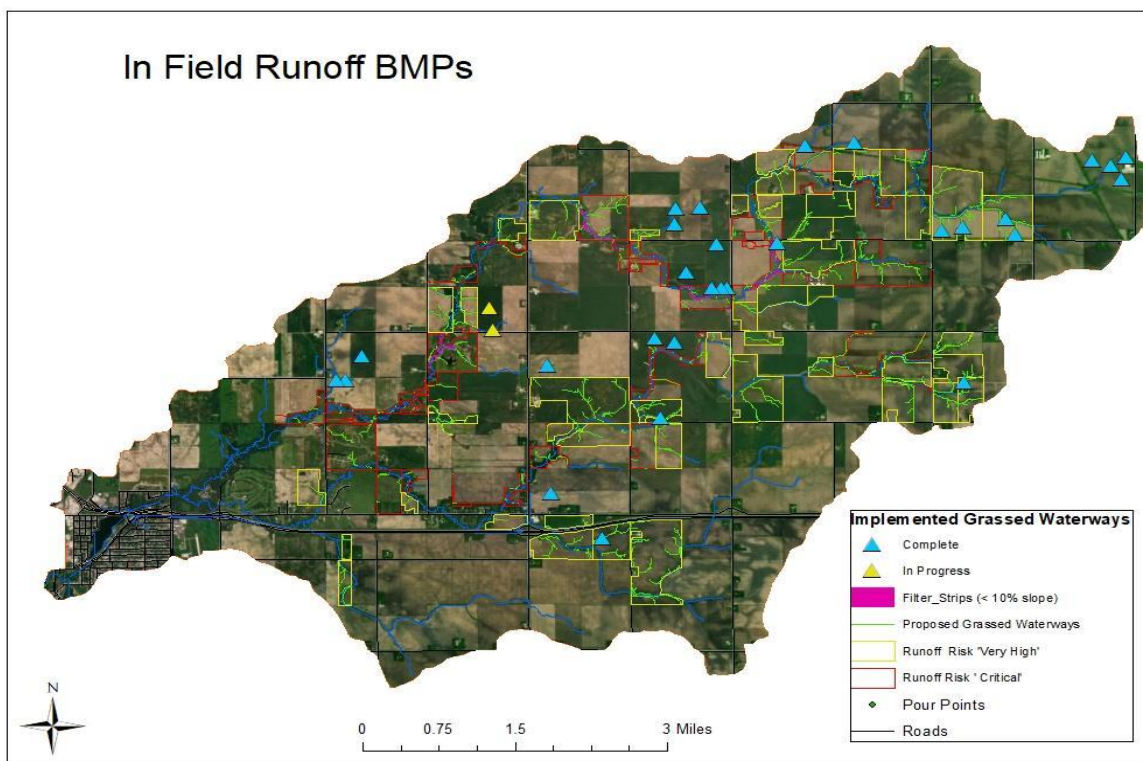 In Field Runoff BMPs
Implemented Grassed Waterways
Complete
In Progress
Filter_Strips (< 10% slope)
Proposed Grassed Waterways
Runoff Risk 'Very High'
Runoff Risk ' Critical'
Pour Points
Roads
N
0 0.75 1.5 3 Miles